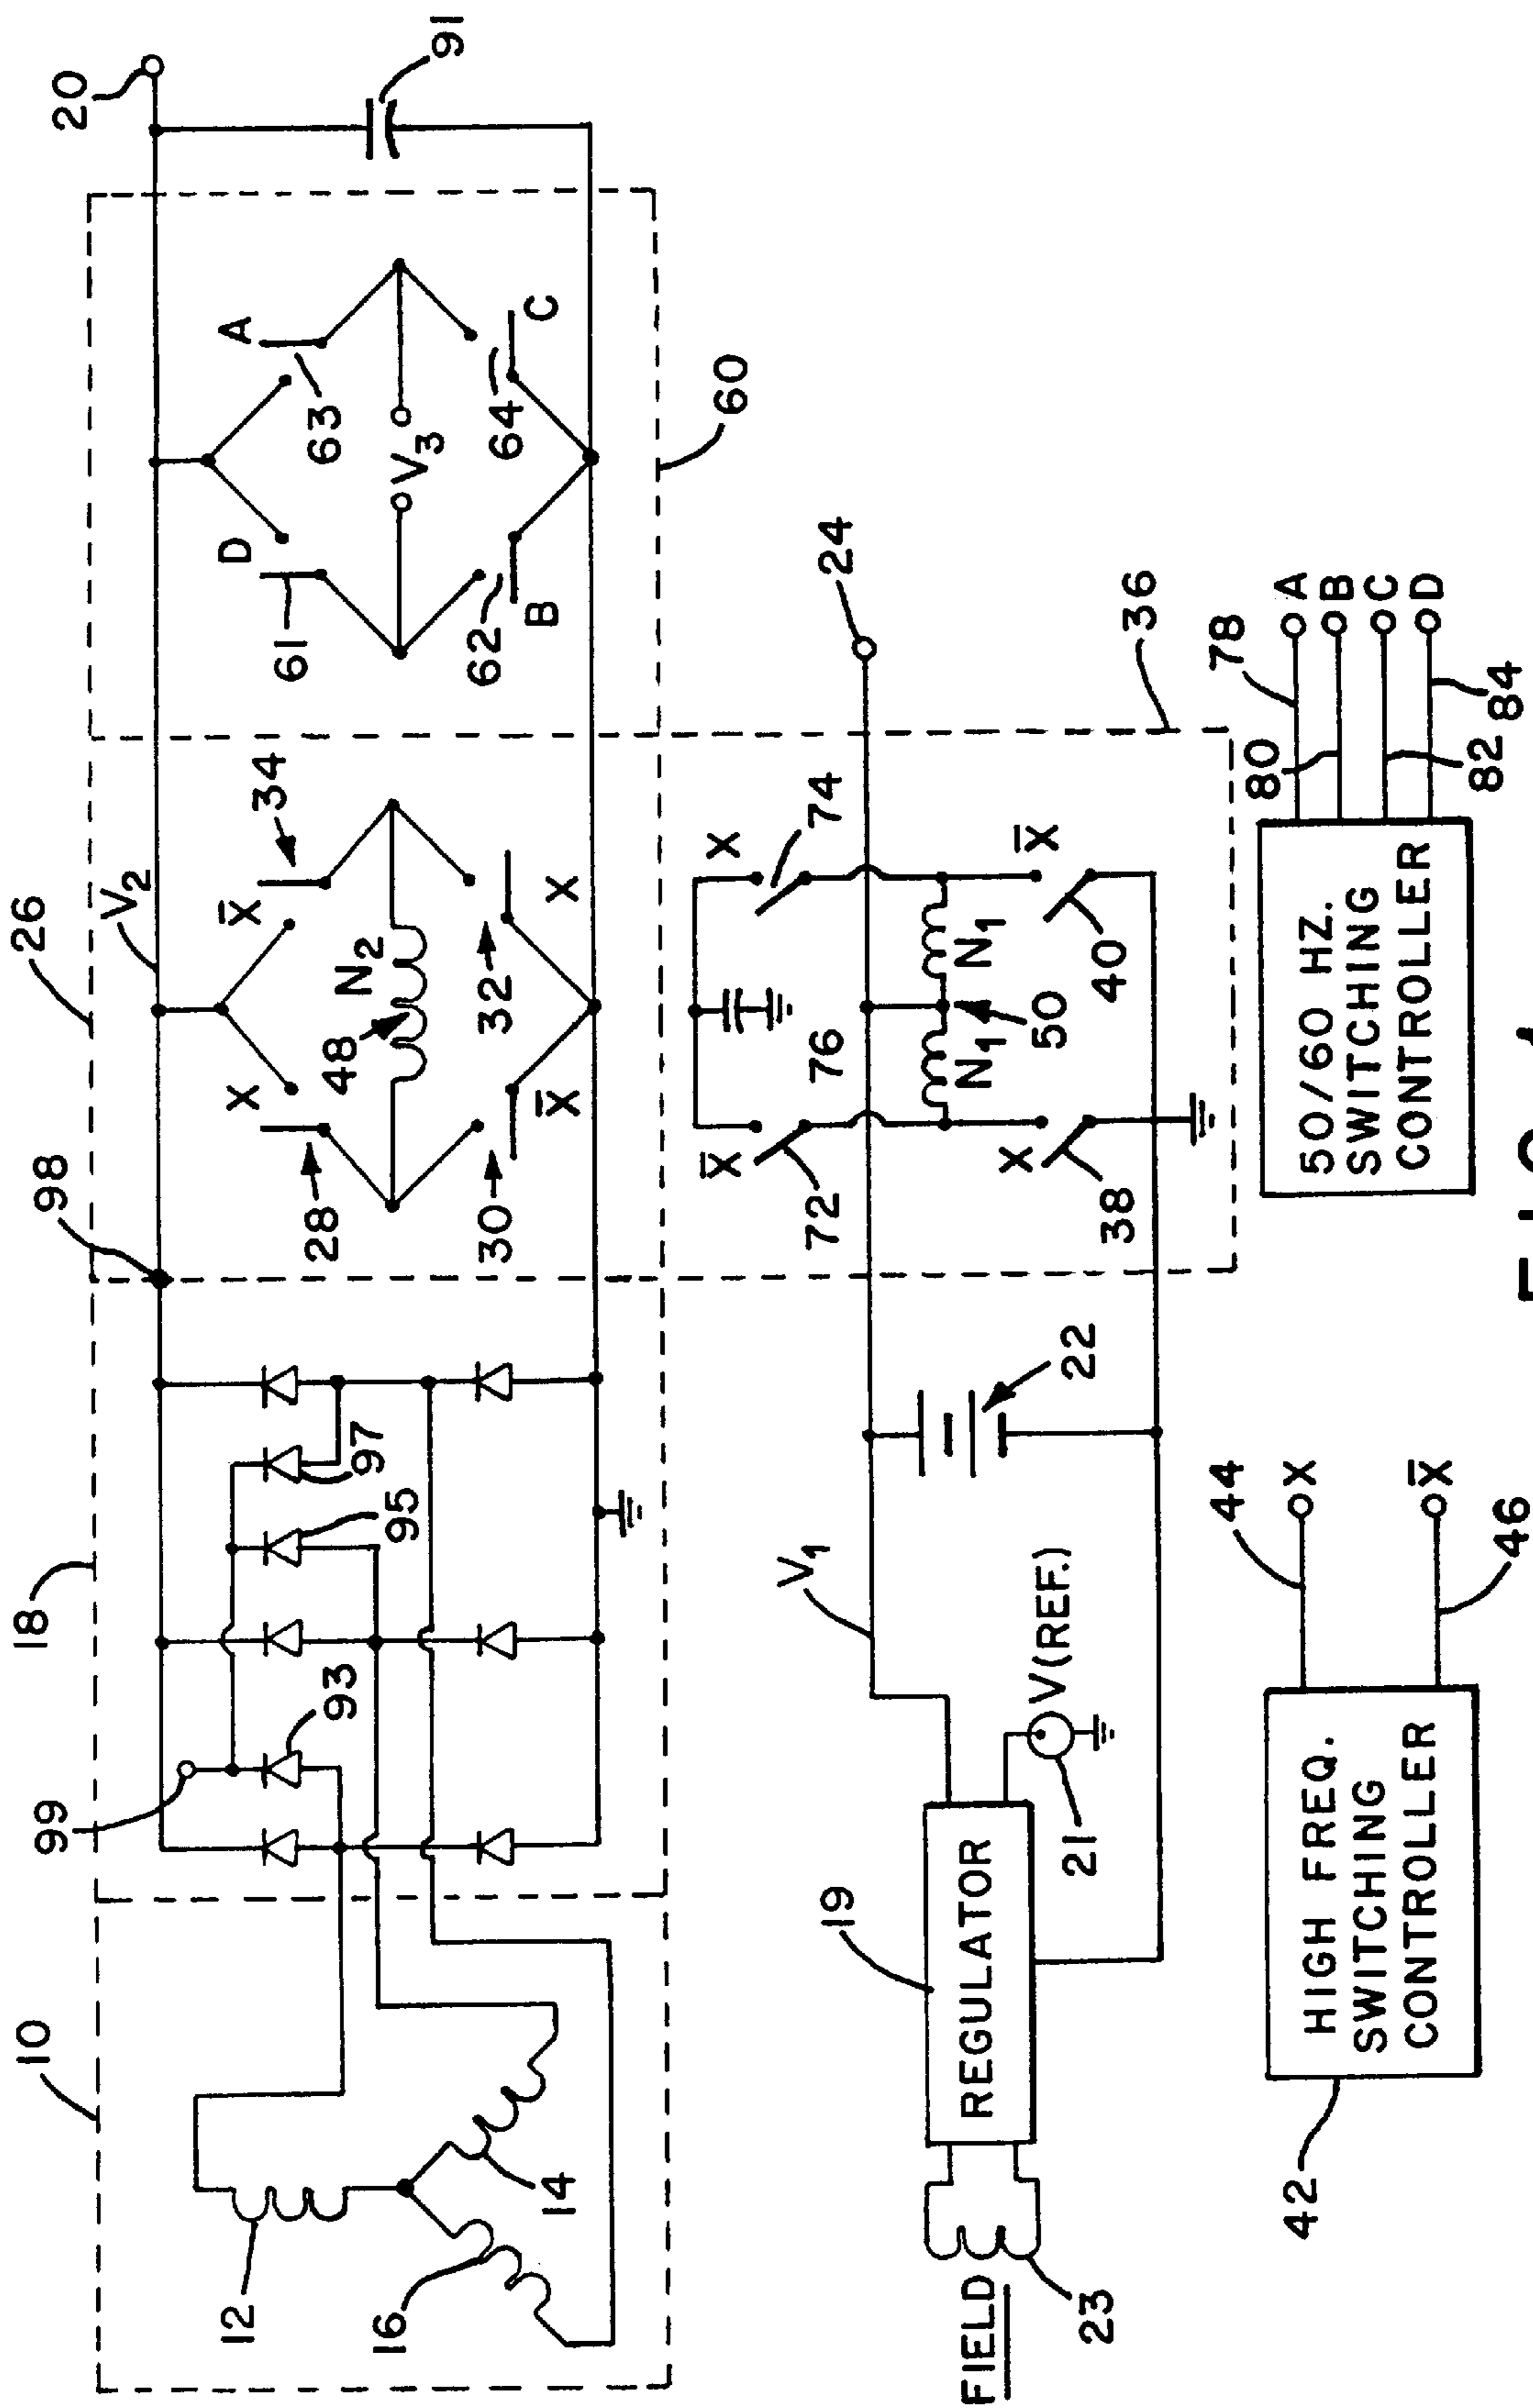 10
12
14
16
18
99
93
95
97
98
26
V2
X
X̄
28
34
48
N2
30
32
X̄
X
D
A
61
63
V3
62
64
B
C
60
20
91
FIELD
23
19
REGULATOR
21
V(REF.)
V1
22
X̄
X
72
74
76
N1
N1
50
X
X̄
38
40
24
36
42
HIGH FREQ.
SWITCHING
CONTROLLER
44
X
46
X̄
50/60 HZ.
SWITCHING
CONTROLLER
78
80
82
84
A
B
C
D